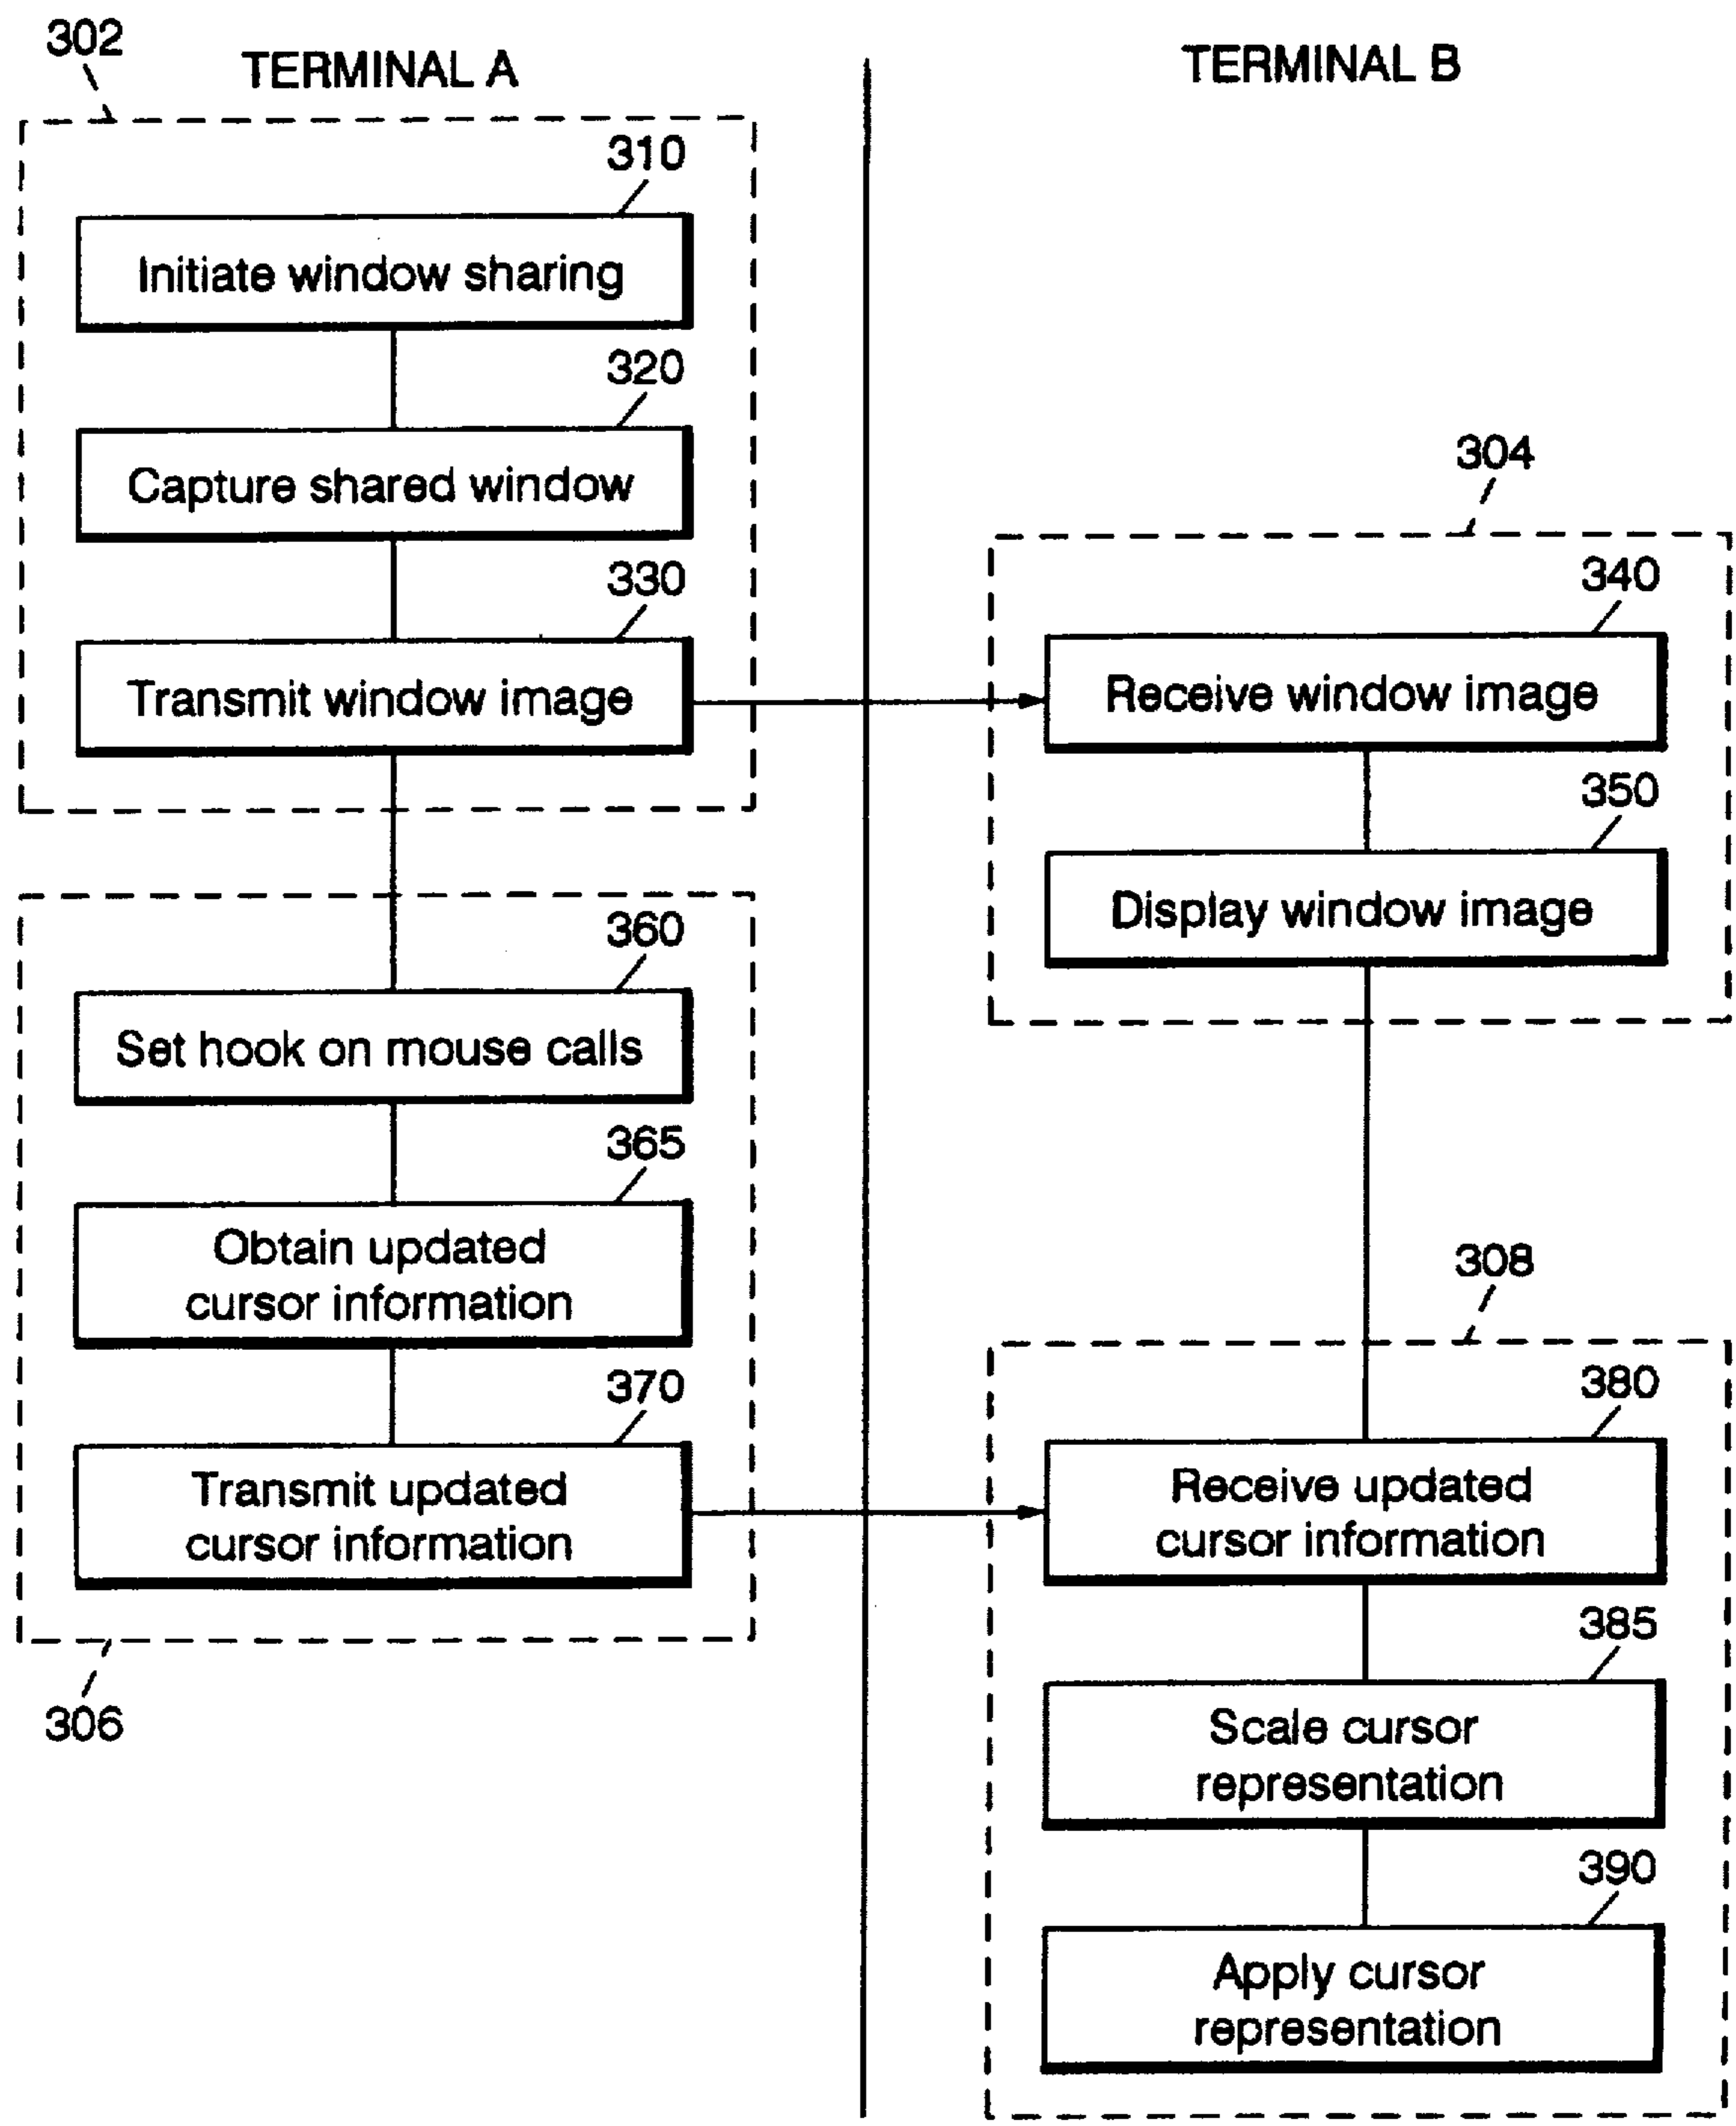 302
TERMINAL A
310
Initiate window sharing
320
Capture shared window
330
Transmit window image
360
Set hook on mouse calls
365
Obtain updated
cursor information
370
Transmit updated
cursor information
306
TERMINAL B
304
340
Receive window image
350
Display window image
308
380
Receive updated
cursor information
385
Scale cursor
representation
390
Apply cursor
representation